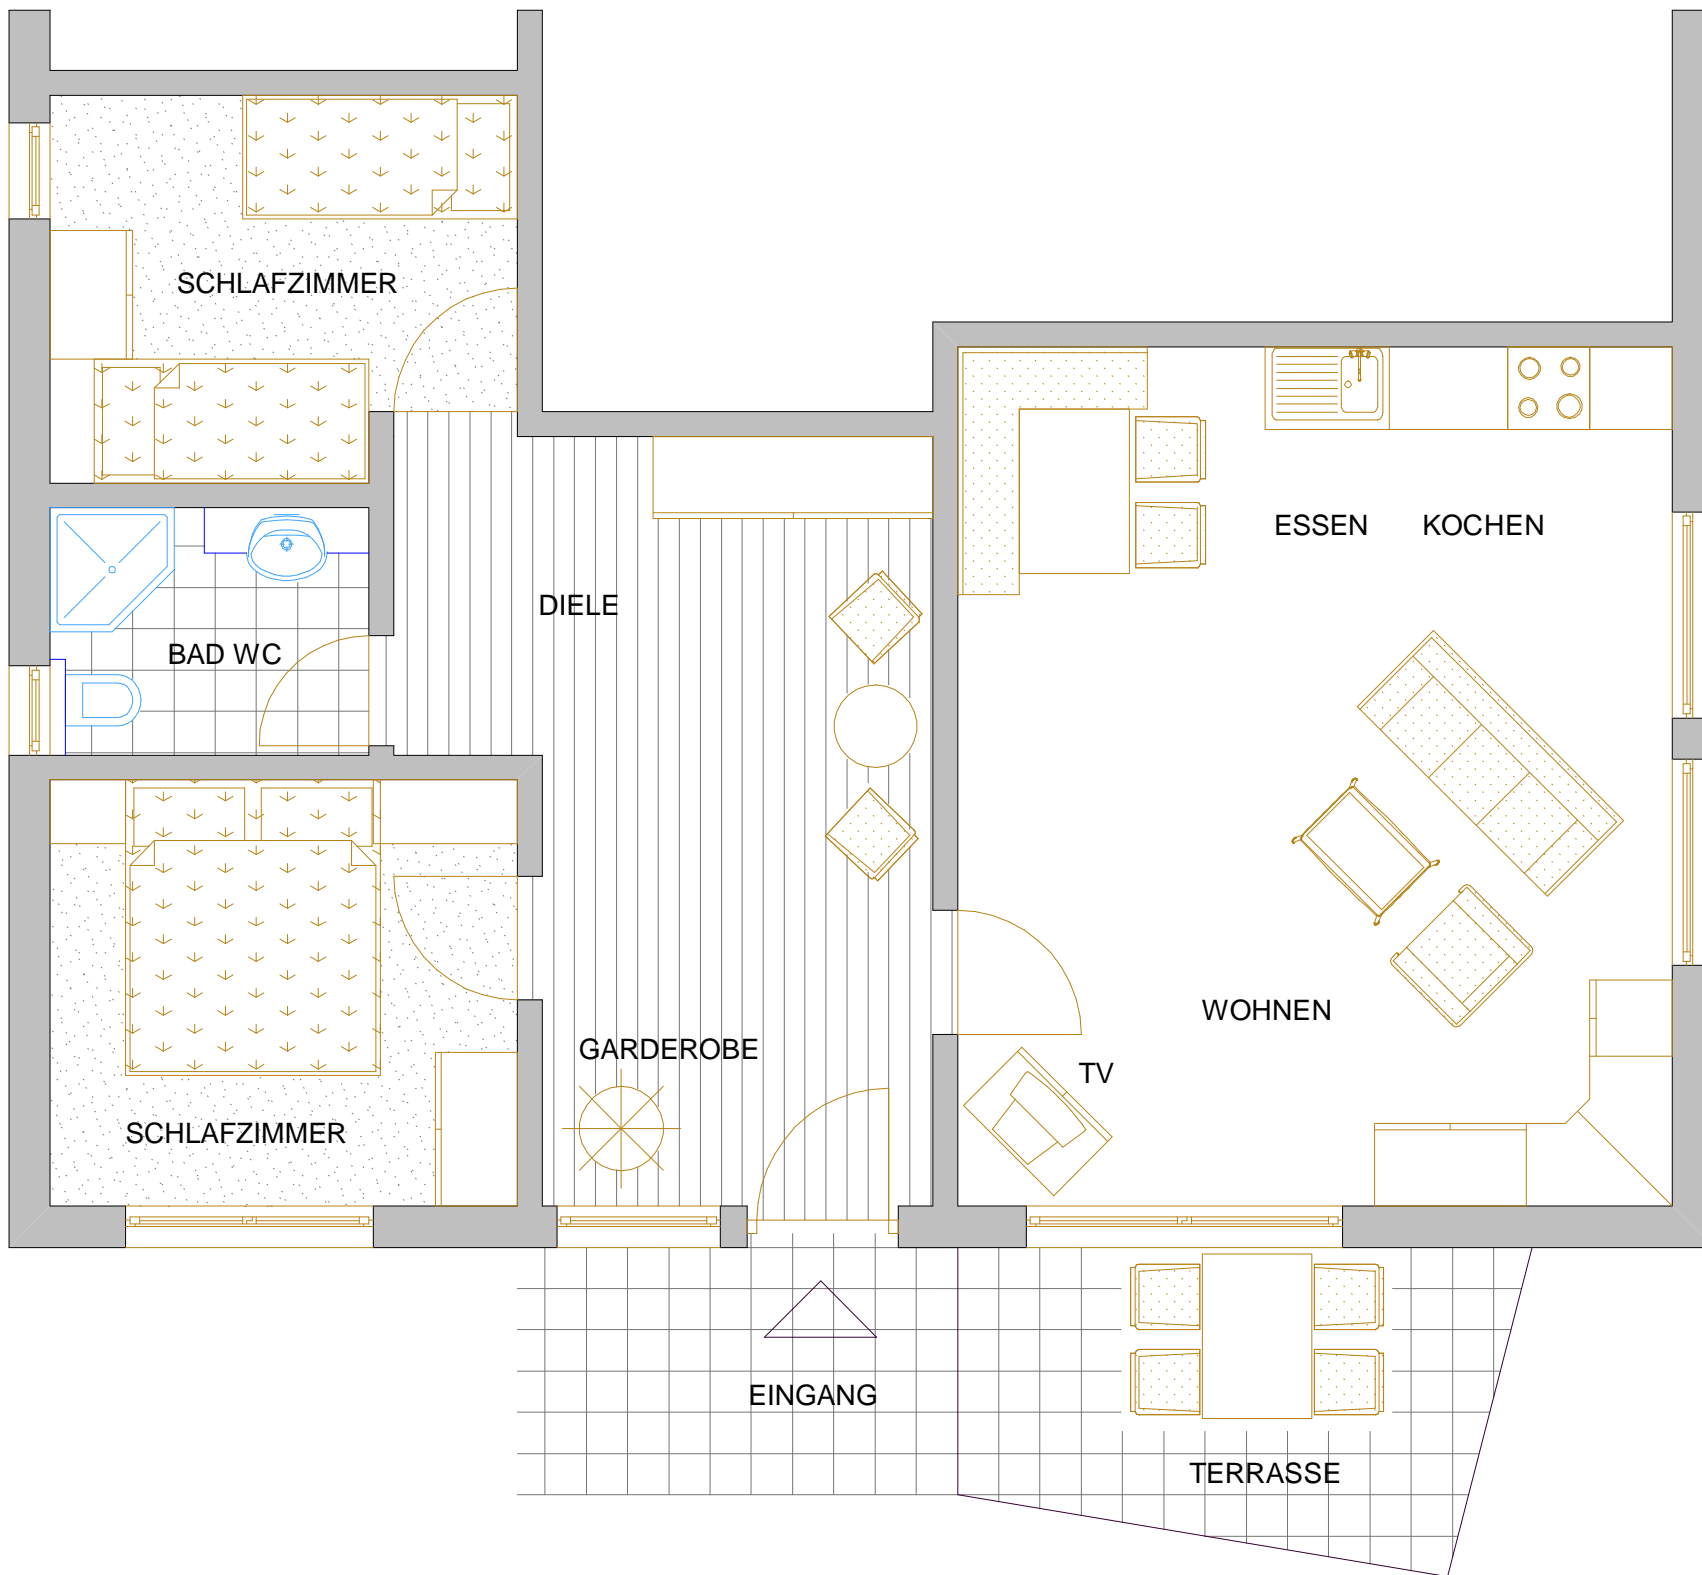 SCHLAFZIMMER
ESSEN KOCHEN
DIELE
BAD WC
WOHNEN
GARDEROBE
TV
SCHLAFZIMMER
EINGANG
TERRASSE